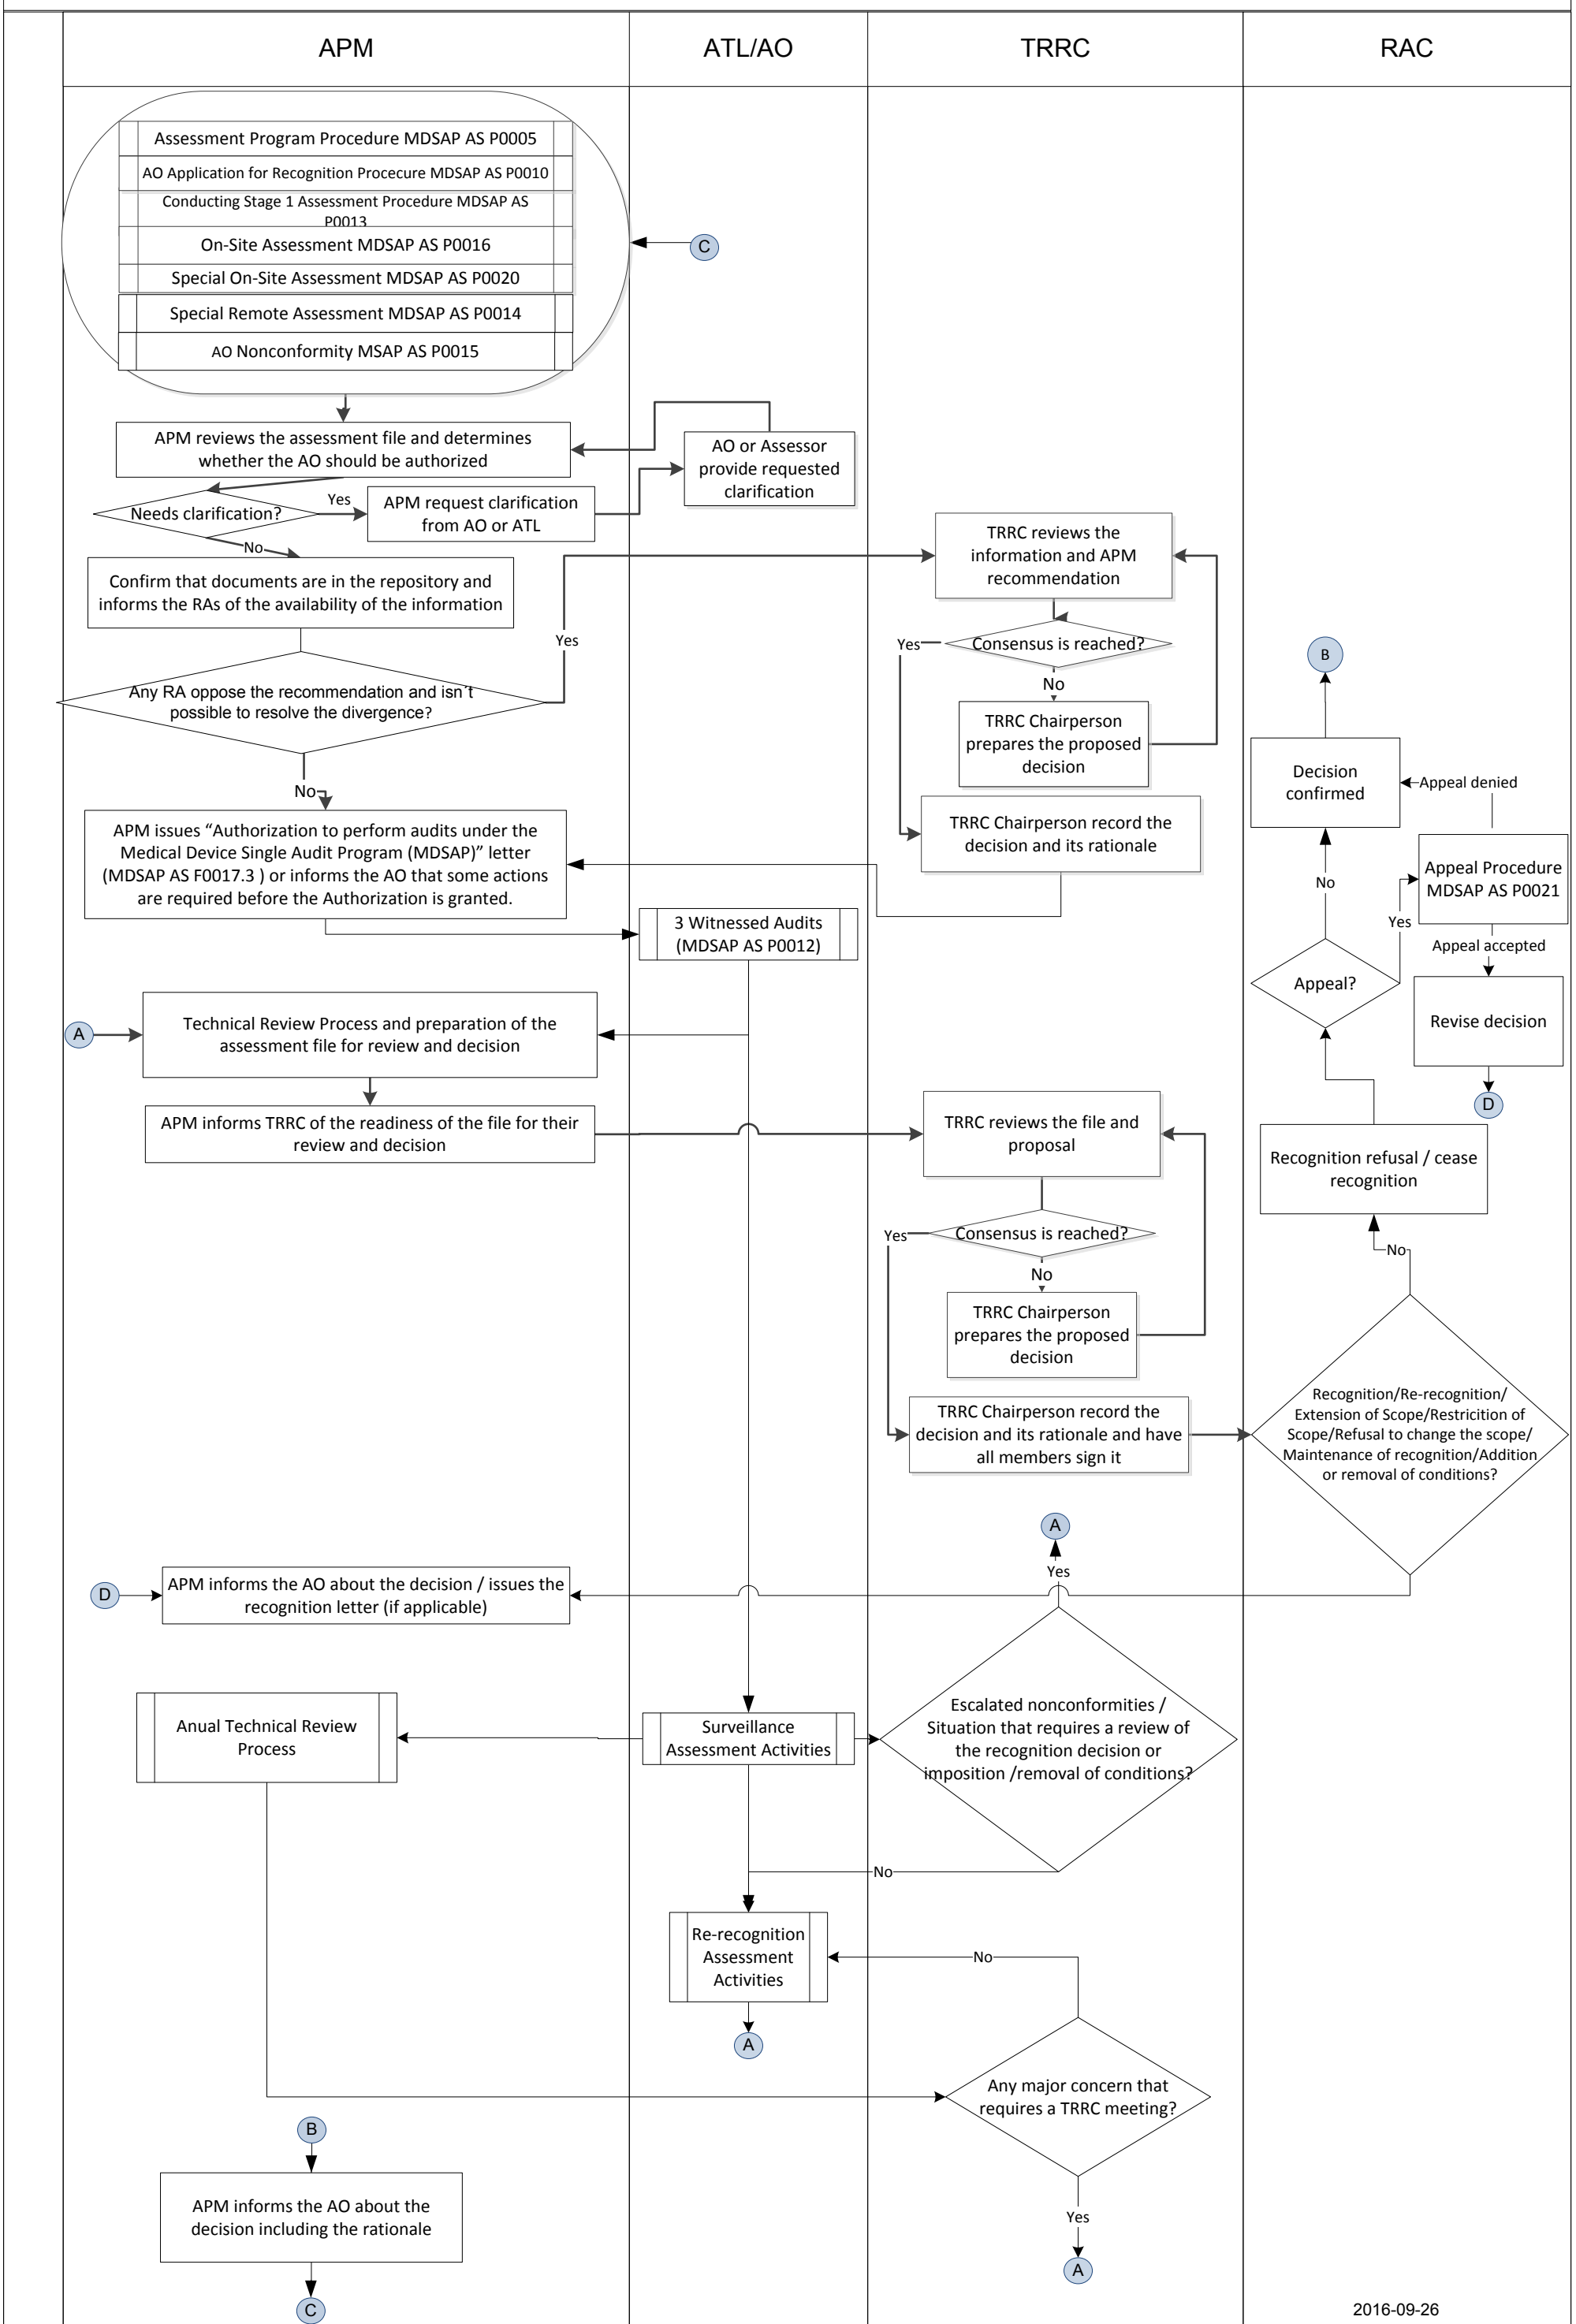 APM
ATL/AO
TRRC
RAC
Assessment Program Procedure MDSAP AS P0005
AO Application for Recognition Procecure MDSAP AS P0010
Conducting Stage 1 Assessment Procedure MDSAP AS
P0013
On-Site Assessment MDSAP AS P0016
Special On-Site Assessment MDSAP AS P0020
Special Remote Assessment MDSAP AS P0014
AO Nonconformity MSAP AS P0015
C
APM reviews the assessment file and determines
whether the AO should be authorized
AO or Assessor
provide requested
clarification
Needs clarification?
Yes
APM request clarification
from AO or ATL
No
Confirm that documents are in the repository and
informs the RAs of the availability of the information
Yes
TRRC reviews the
information and APM
recommendation
Yes
Consensus is reached?
No
TRRC Chairperson
prepares the proposed
decision
Any RA oppose the recommendation and isn´t
possible to resolve the divergence?
No
TRRC Chairperson record the
decision and its rationale
APM issues “Authorization to perform audits under the
Medical Device Single Audit Program (MDSAP)” letter
(MDSAP AS F0017.3 ) or informs the AO that some actions
are required before the Authorization is granted.
3 Witnessed Audits
(MDSAP AS P0012)
B
Decision
confirmed
Appeal denied
Appeal Procedure
MDSAP AS P0021
No
Yes
Appeal accepted
Appeal?
Revise decision
D
Recognition refusal / cease
recognition
No
A
Technical Review Process and preparation of the
assessment file for review and decision
APM informs TRRC of the readiness of the file for their
review and decision
TRRC reviews the file and
proposal
Yes
Consensus is reached?
No
TRRC Chairperson
prepares the proposed
decision
TRRC Chairperson record the
decision and its rationale and have
all members sign it
Recognition/Re-recognition/
Extension of Scope/Restricition of
Scope/Refusal to change the scope/
Maintenance of recognition/Addition
or removal of conditions?
A
Yes
D
APM informs the AO about the decision / issues the
recognition letter (if applicable)
Anual Technical Review
Process
Surveillance
Assessment Activities
Escalated nonconformities /
Situation that requires a review of
the recognition decision or
imposition /removal of conditions?
No
Re-recognition
Assessment
Activities
No
A
Any major concern that
requires a TRRC meeting?
Yes
A
B
APM informs the AO about the
decision including the rationale
C
2016-09-26